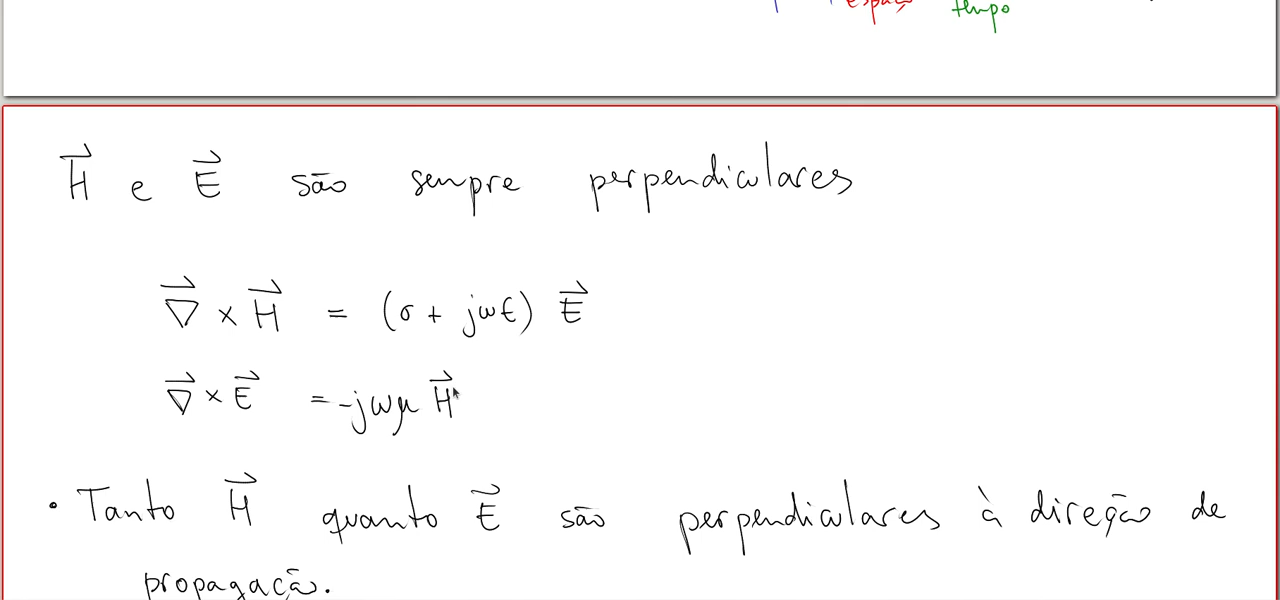 espaço tempo
H⃗ e E⃗ são sempre perpendiculares
∇⃗ × H⃗ = (σ + jωε) E⃗
∇⃗ × E⃗ = -jωμ H⃗
• Tanto H⃗ quanto E⃗ são perpendiculares à direção de
propagação.